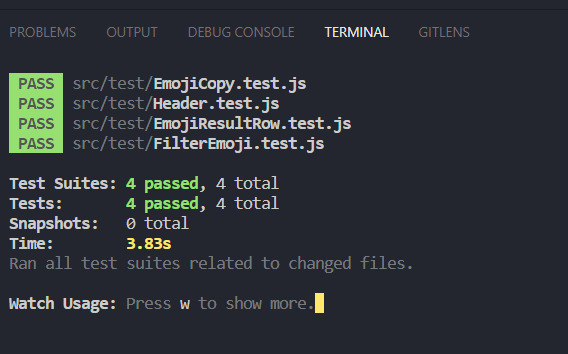 PROBLEMS OUTPUT DEBUG CONSOLE TERMINAL GITLENS
PASS src/test/EmojiCopy.test.js
PASS src/test/Header.test.js
PASS src/test/EmojiResultRow.test.js
PASS src/test/FilterEmoji.test.js
Test Suites: 4 passed, 4 total
Tests: 4 passed, 4 total
Snapshots: 0 total
Time: 3.83s
Ran all test suites related to changed files.
Watch Usage: Press w to show more.